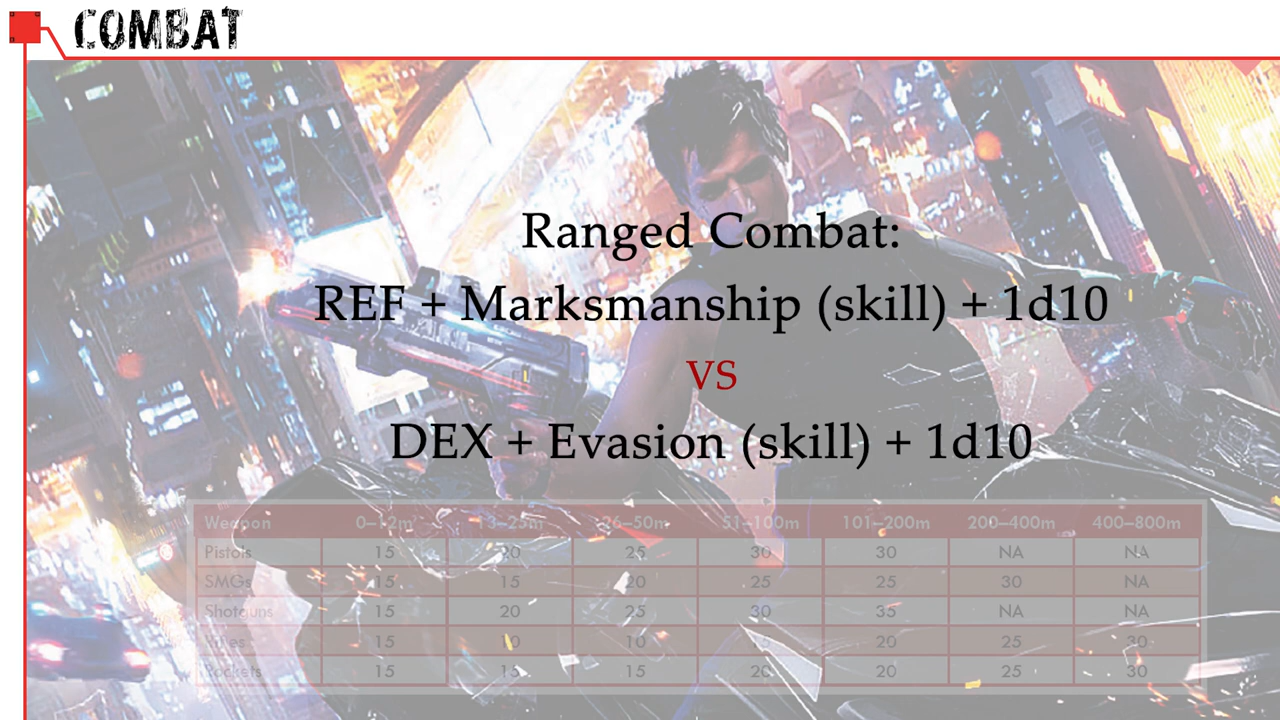 COMBAT
Ranged Combat:
REF + Marksmanship (skill) + 1d10
VS
DEX + Evasion (skill) + 1d10
Weapon 0–12m 13–25m 26–50m 51–100m 101–200m 200–400m 400–800m
Pistols 15 20 25 30 30 NA NA
SMGs 15 15 20 25 25 30 NA
Shotguns 15 20 25 30 35 NA NA
Rifles 15 10 10 20 25 30
Rockets 15 15 15 20 20 25 30